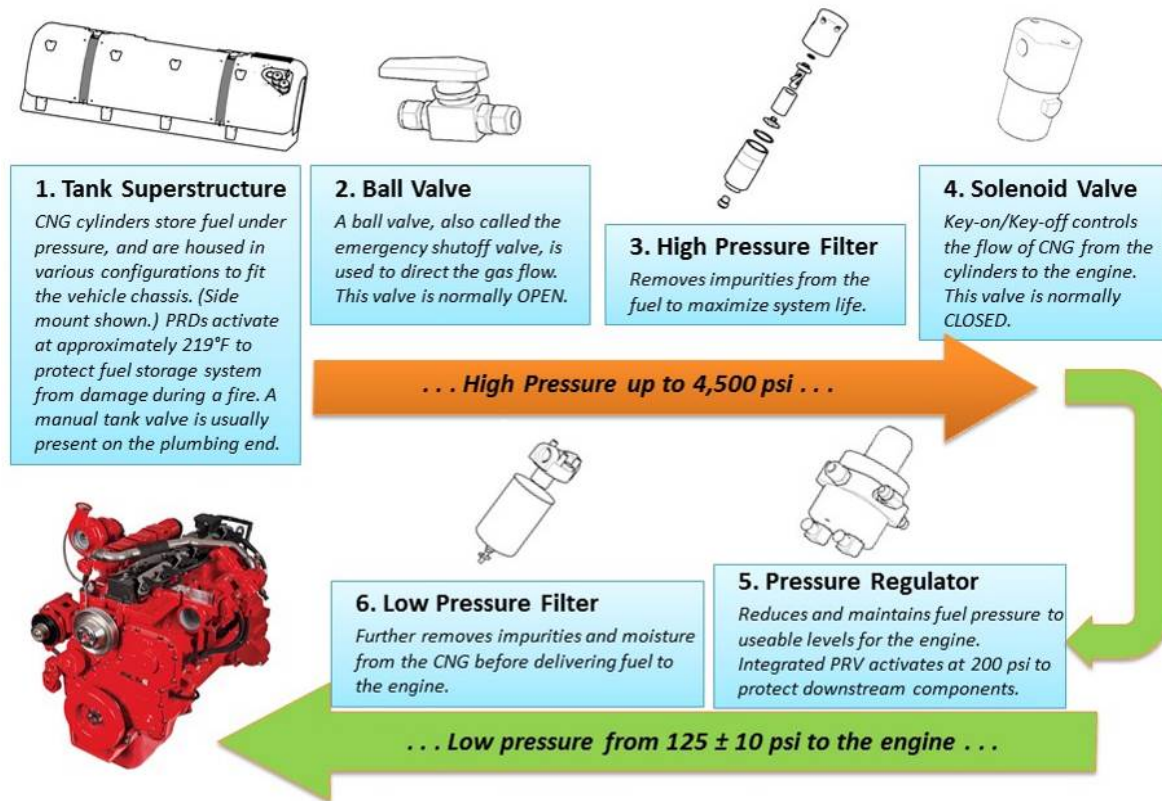 1. Tank Superstructure
CNG cylinders store fuel under
pressure, and are housed in
various configurations to fit
the vehicle chassis. (Side
mount shown.) PRDs activate
at approximately 219°F to
protect fuel storage system
from damage during a fire. A
manual tank valve is usually
present on the plumbing end.
2. Ball Valve
A ball valve, also called the
emergency shutoff valve, is
used to direct the gas flow.
This valve is normally OPEN.
3. High Pressure Filter
Removes impurities from the
fuel to maximize system life.
4. Solenoid Valve
Key-on/Key-off controls
the flow of CNG from the
cylinders to the engine.
This valve is normally
CLOSED.
. . . High Pressure up to 4,500 psi . . .
5. Pressure Regulator
Reduces and maintains fuel pressure to
useable levels for the engine.
Integrated PRV activates at 200 psi to
protect downstream components.
6. Low Pressure Filter
Further removes impurities and moisture
from the CNG before delivering fuel to
the engine.
. . . Low pressure from 125 ± 10 psi to the engine . . .